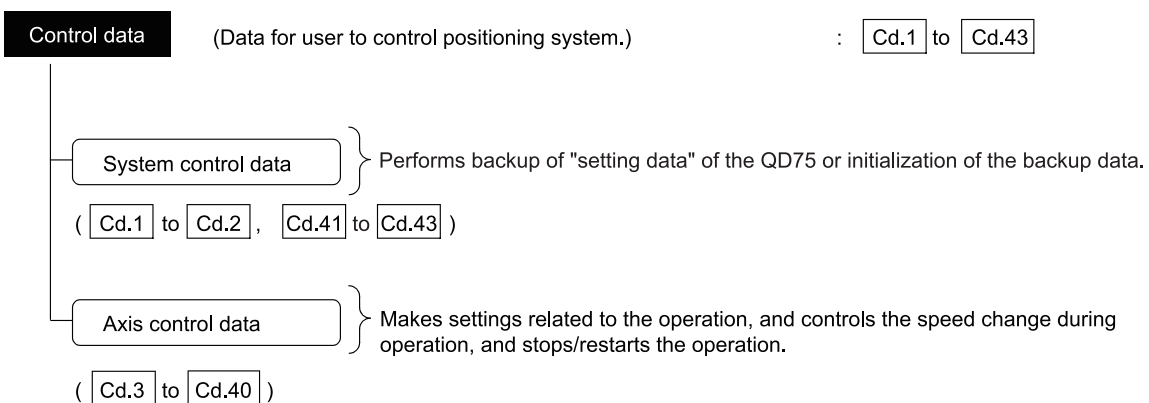 Control data (Data for user to control positioning system.) : Cd.1 to Cd.43
System control data Performs backup of "setting data" of the QD75 or initialization of the backup data.
( Cd.1 to Cd.2 , Cd.41 to Cd.43 )
Axis control data Makes settings related to the operation, and controls the speed change during
operation, and stops/restarts the operation.
( Cd.3 to Cd.40 )